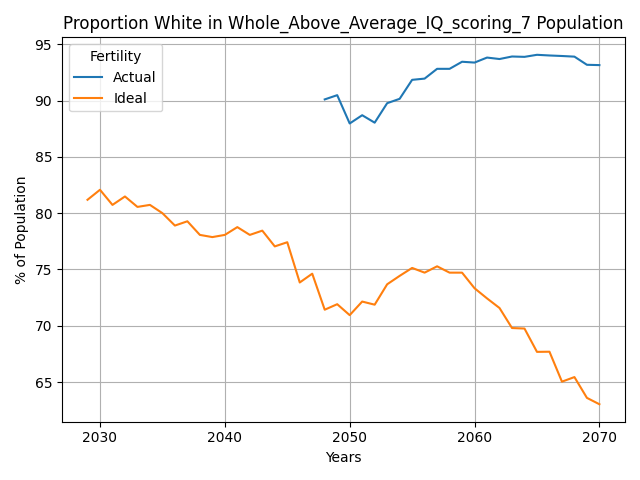 Proportion White in Whole_Above_Average_IQ_scoring_7 Population
Fertility
Actual
Ideal
% of Population
95
90
85
80
75
70
65
2030 2040 2050 2060 2070
Years